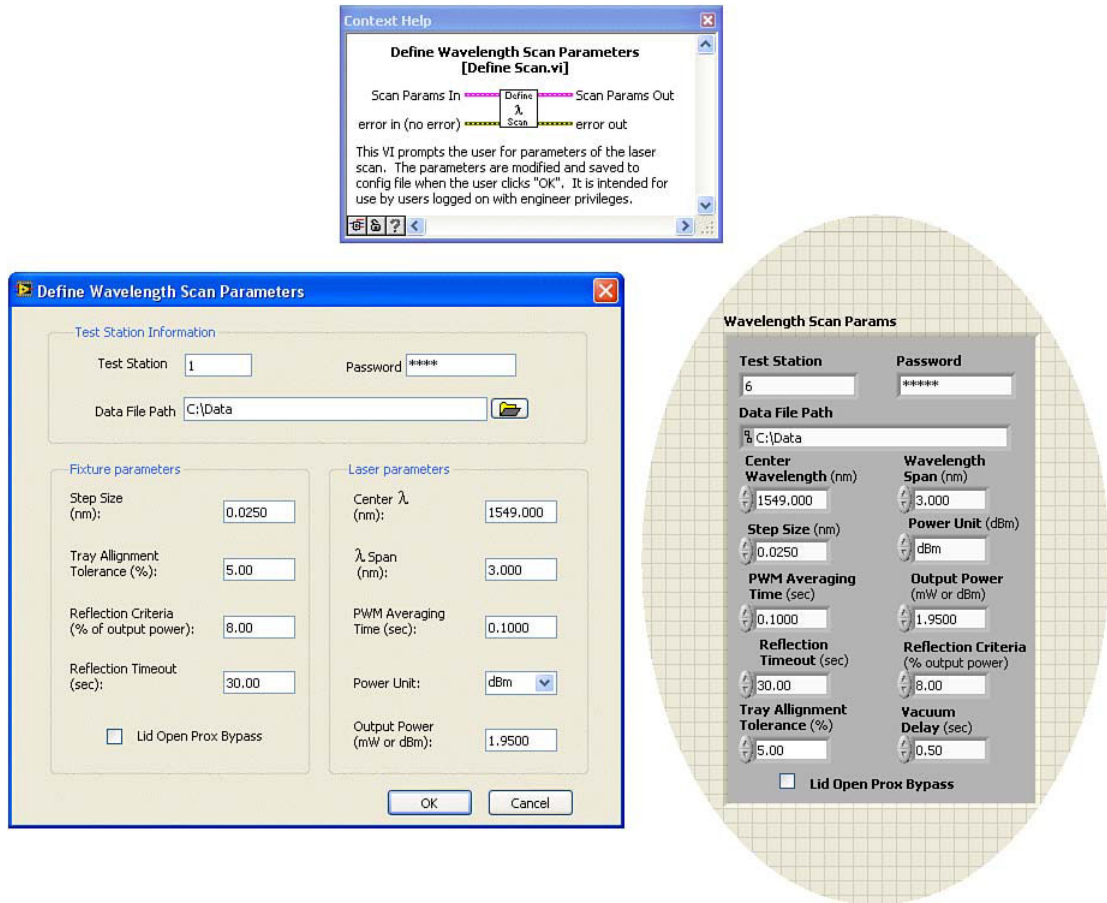 Context Help
Define Wavelength Scan Parameters
[Define Scan.vi]
Scan Params In
Define
λ
Scan
Scan Params Out
error in (no error)
error out
This VI prompts the user for parameters of the laser
scan. The parameters are modified and saved to
config file when the user clicks "OK". It is intended for
use by users logged on with engineer privileges.
?
Define Wavelength Scan Parameters
Test Station Information
Test Station 1 Password ****
Data File Path C:\Data
Fixture parameters
Step Size
(nm): 0.0250
Tray Allignment
Tolerance (%): 5.00
Reflection Criteria
(% of output power): 8.00
Reflection Timeout
(sec): 30.00
Lid Open Prox Bypass
Laser parameters
Center λ
(nm): 1549.000
λ Span
(nm): 3.000
PWM Averaging
Time (sec): 0.1000
Power Unit: dBm
Output Power
(mW or dBm): 1.9500
OK Cancel
Wavelength Scan Params
Test Station Password
6 *****
Data File Path
C:\Data
Center
Wavelength (nm)
1549.000
Wavelength
Span (nm)
3.000
Step Size (nm)
0.0250
Power Unit (dBm)
dBm
PWM Averaging
Time (sec)
0.1000
Output Power
(mW or dBm)
1.9500
Reflection
Timeout (sec)
30.00
Reflection Criteria
(% output power)
8.00
Tray Allignment
Tolerance (%)
5.00
Vacuum
Delay (sec)
0.50
Lid Open Prox Bypass